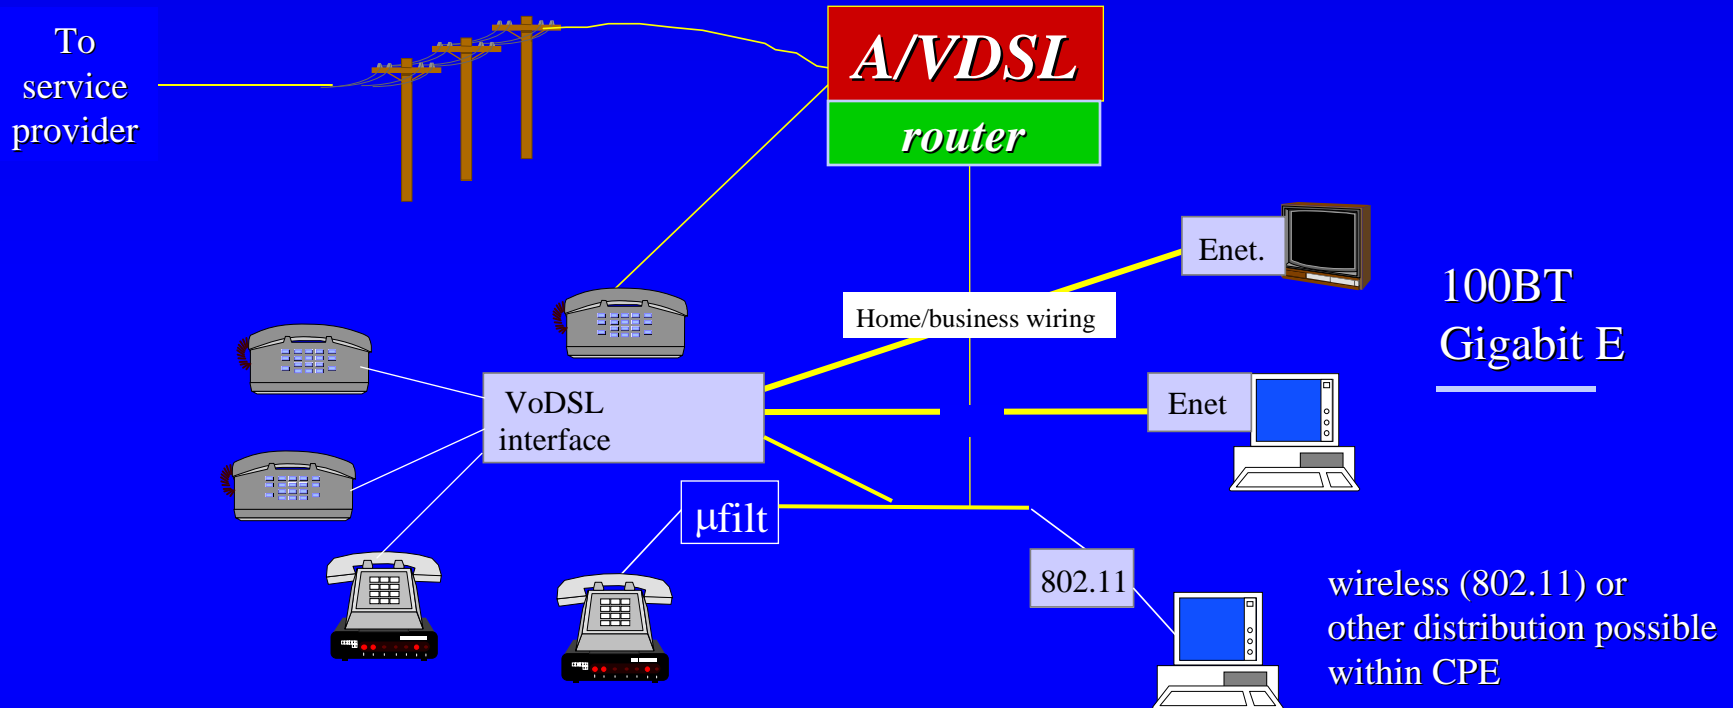 To
service
provider
A/VDSL
router
Enet.
Home/business wiring
100BT
Gigabit E
VoDSL
interface
Enet
μfilt
802.11
wireless (802.11) or
other distribution possible
within CPE